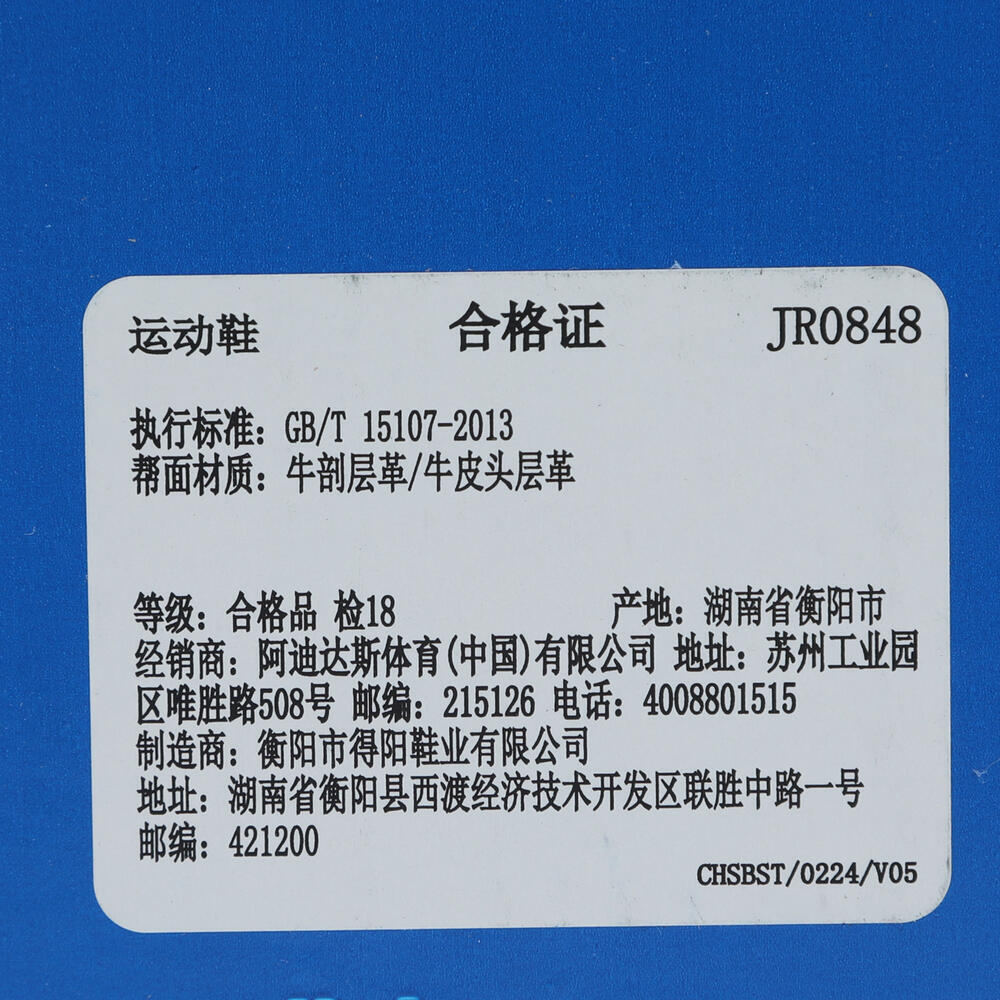 运动鞋 合格证 JR0848
执行标准：GB/T 15107-2013
帮面材质：牛剖层革/牛皮头层革
等级：合格品 检18 产地：湖南省衡阳市
经销商：阿迪达斯体育(中国)有限公司 地址：苏州工业园
区唯胜路508号 邮编：215126 电话：4008801515
制造商：衡阳市得阳鞋业有限公司
地址：湖南省衡阳县西渡经济技术开发区联胜中路一号
邮编：421200
CHSBST/0224/V05